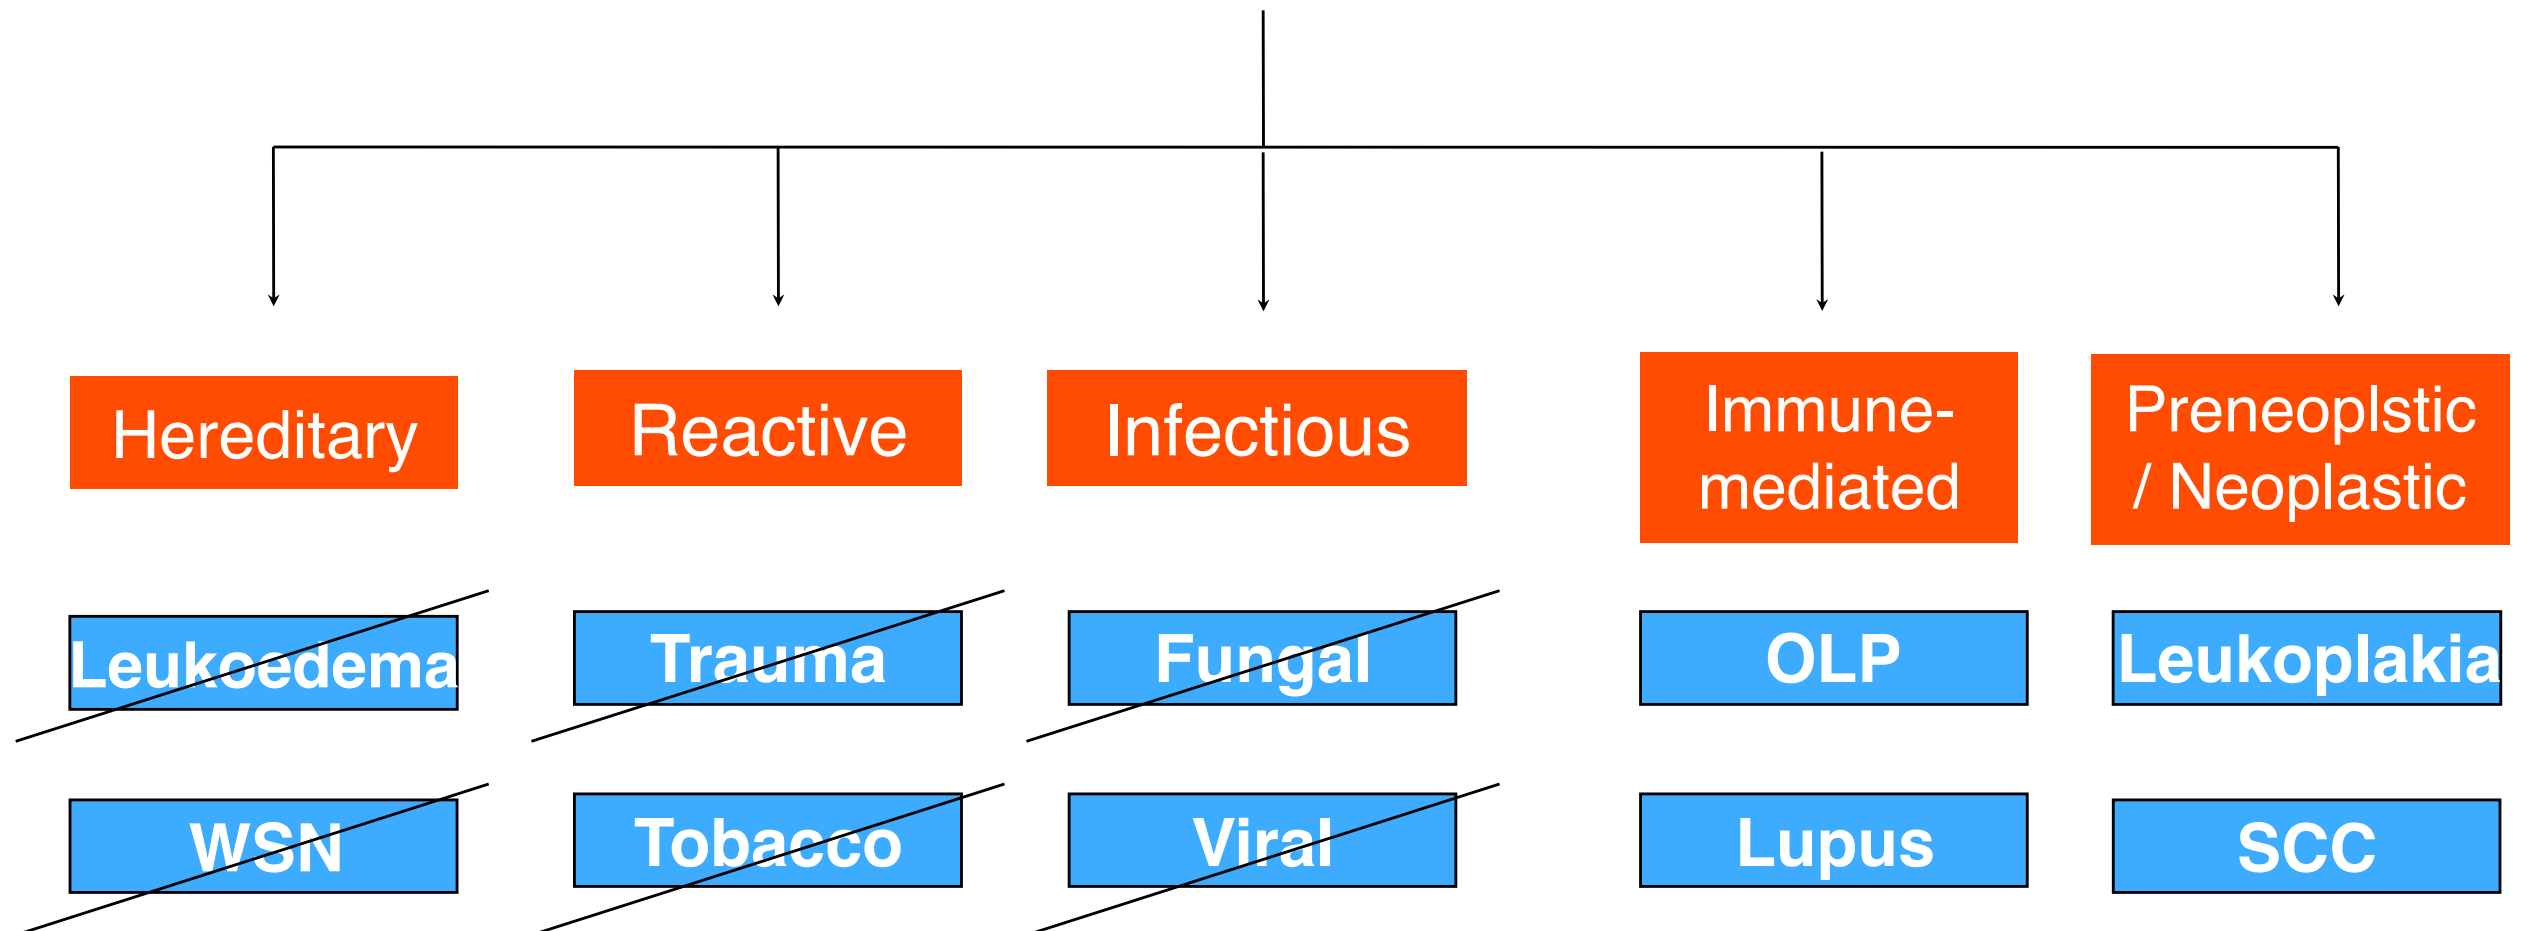 Hereditary
Reactive
Infectious
Immune-
mediated
Preneoplstic
/ Neoplastic
Leukoedema
Trauma
Fungal
OLP
Leukoplakia
WSN
Tobacco
Viral
Lupus
SCC